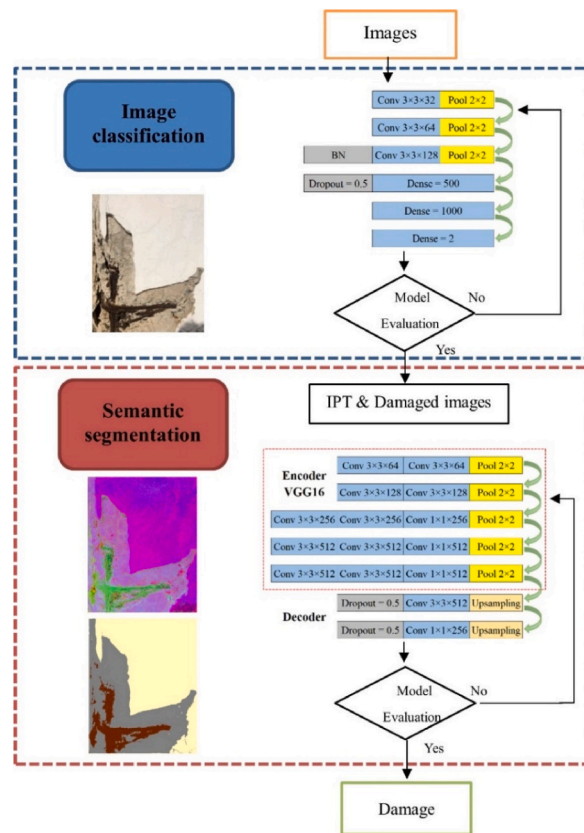 Images
Image
classification
Conv 3×3×32 Pool 2×2
Conv 3×3×64 Pool 2×2
BN Conv 3×3×128 Pool 2×2
Dropout = 0.5 Dense = 500
Dense = 1000
Dense = 2
Model
Evaluation
No
Yes
IPT & Damaged images
Semantic
segmentation
Encoder
VGG16
Conv 3×3×64 Conv 3×3×64 Pool 2×2
Conv 3×3×128 Conv 3×3×128 Pool 2×2
Conv 3×3×256 Conv 3×3×256 Conv 1×1×256 Pool 2×2
Conv 3×3×512 Conv 3×3×512 Conv 1×1×512 Pool 2×2
Conv 3×3×512 Conv 3×3×512 Conv 1×1×512 Pool 2×2
Decoder
Dropout = 0.5 Conv 3×3×512 Upsampling
Dropout = 0.5 Conv 1×1×256 Upsampling
Model
Evaluation
No
Yes
Damage